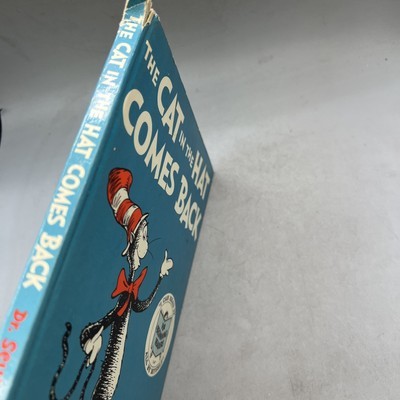 THE CAT IN THE HAT COMES BACK
Dr. Seu
THE
CAT
IN THE HAT
COMES BACK